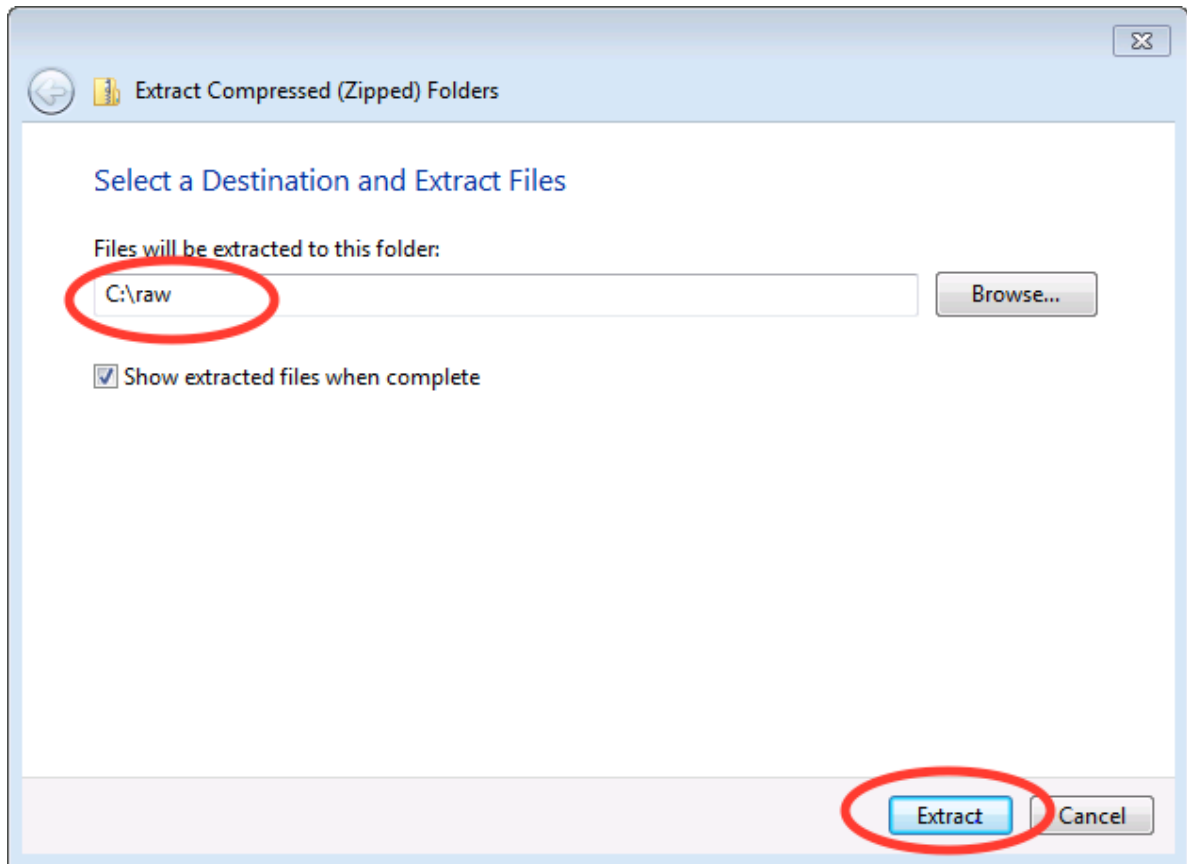 Extract Compressed (Zipped) Folders
Select a Destination and Extract Files
Files will be extracted to this folder:
C:\raw
Browse...
Show extracted files when complete
Extract
Cancel